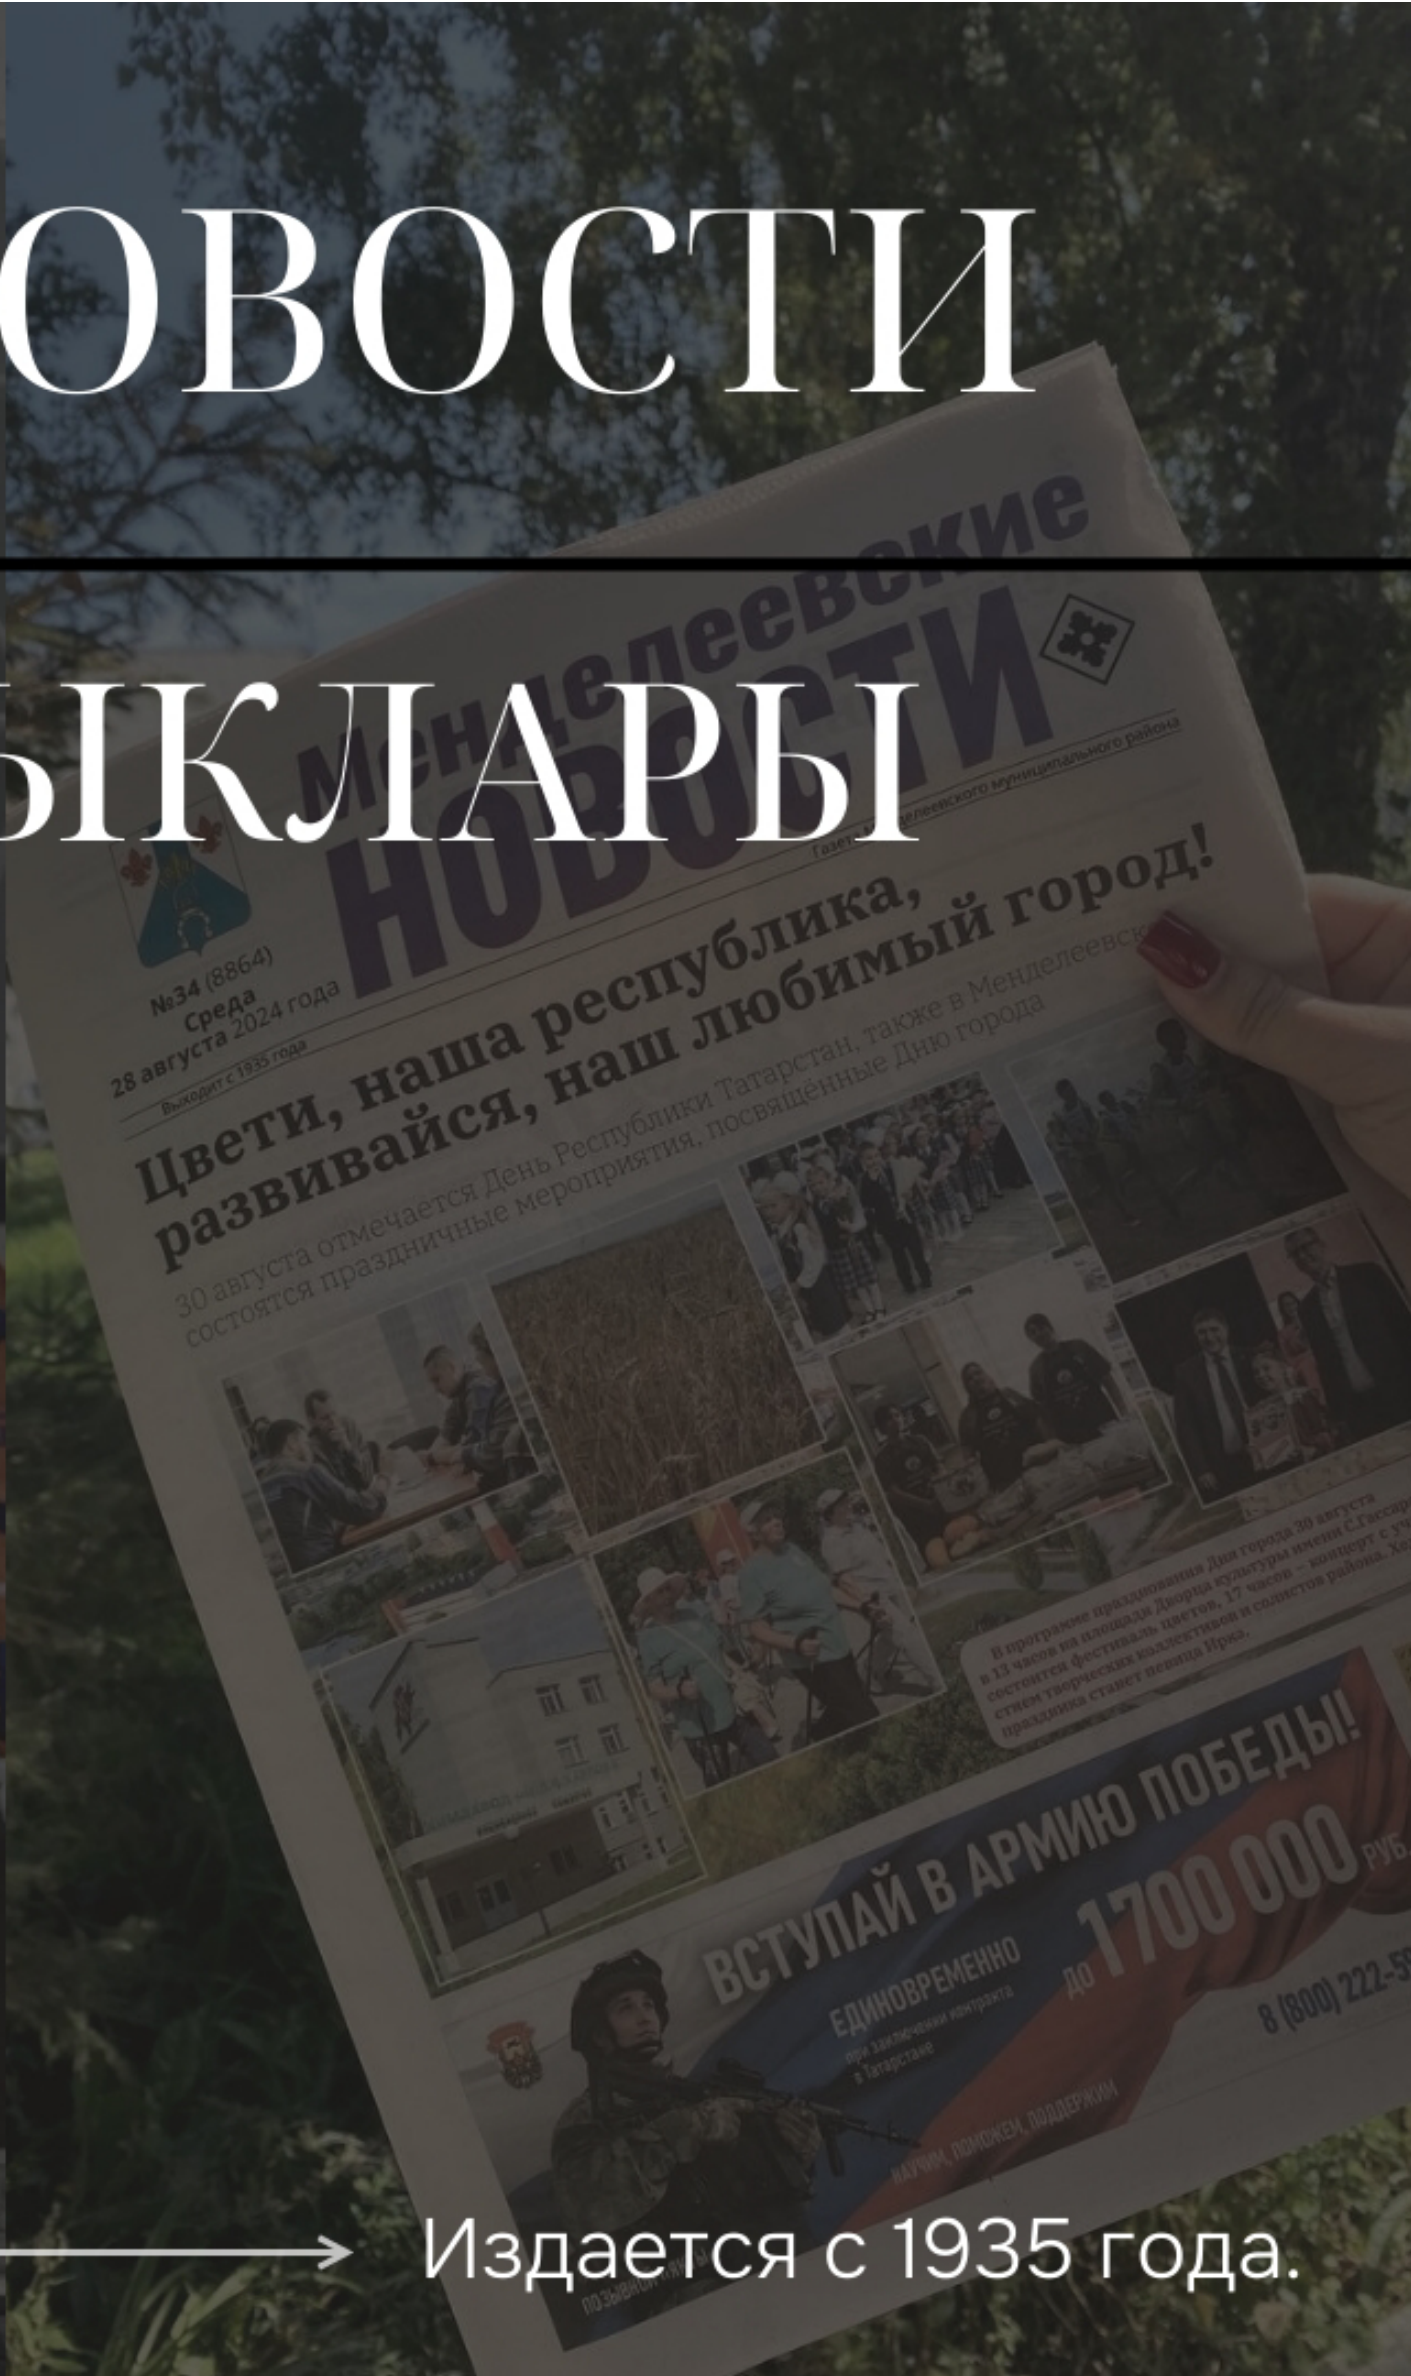 ОВОСТИ
ЫКЛАРЫ
Менделеевские
НОВОСТИ
Газета Менделеевского муниципального района
№34 (8864)
Среда
28 августа 2024 года
Выходит с 1935 года
Цвети, наша республика,
развивайся, наш любимый город!
30 августа отмечается День Республики Татарстан, также в Менделеевск
состоятся праздничные мероприятия, посвящённые Дню города
В программе празднования Дня города 30 августа
в 13 часов на площади Дворца культуры имени С.Гассар
состоится фестиваль цветов, 17 часов – концерт с уч
стием творческих коллективов и солистов района. Хе
праздника станет певица Ирка.
ВСТУПАЙ В АРМИЮ ПОБЕДЫ!
ЕДИНОВРЕМЕННО
при заключении контракта
в Татарстане
до 1700 000 РУБ.
8 (800) 222-59
НАУЧИМ, ПОМОЖЕМ, ПОДДЕРЖИМ
ПОЗЫВНОЙ
Издается с 1935 года.